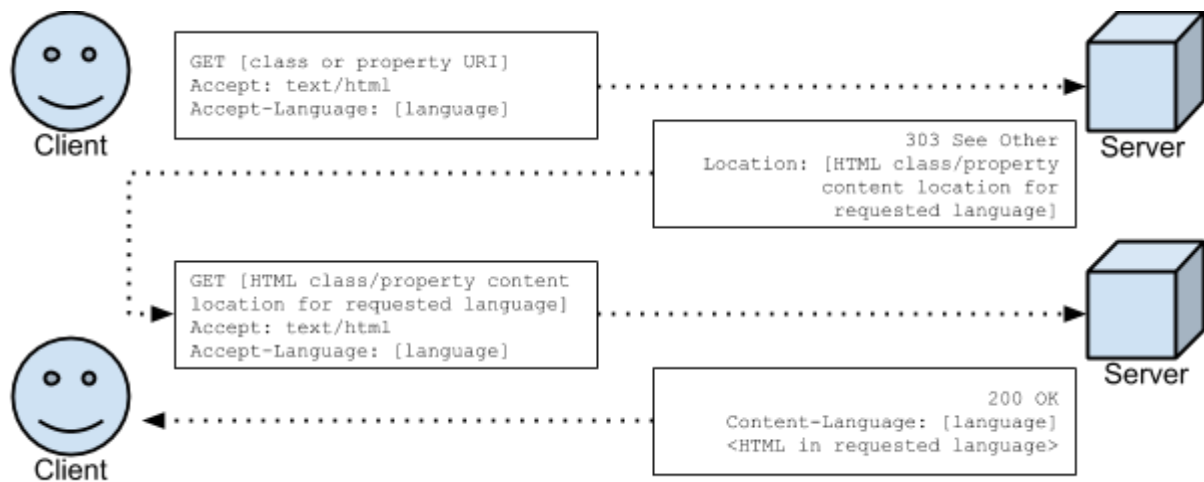 GET [class or property URI]
Accept: text/html
Accept-Language: [language]
Client
Server
303 See Other
Location: [HTML class/property
content location for
requested language]
GET [HTML class/property content
location for requested language]
Accept: text/html
Accept-Language: [language]
Server
200 OK
Content-Language: [language]
<HTML in requested language>
Client